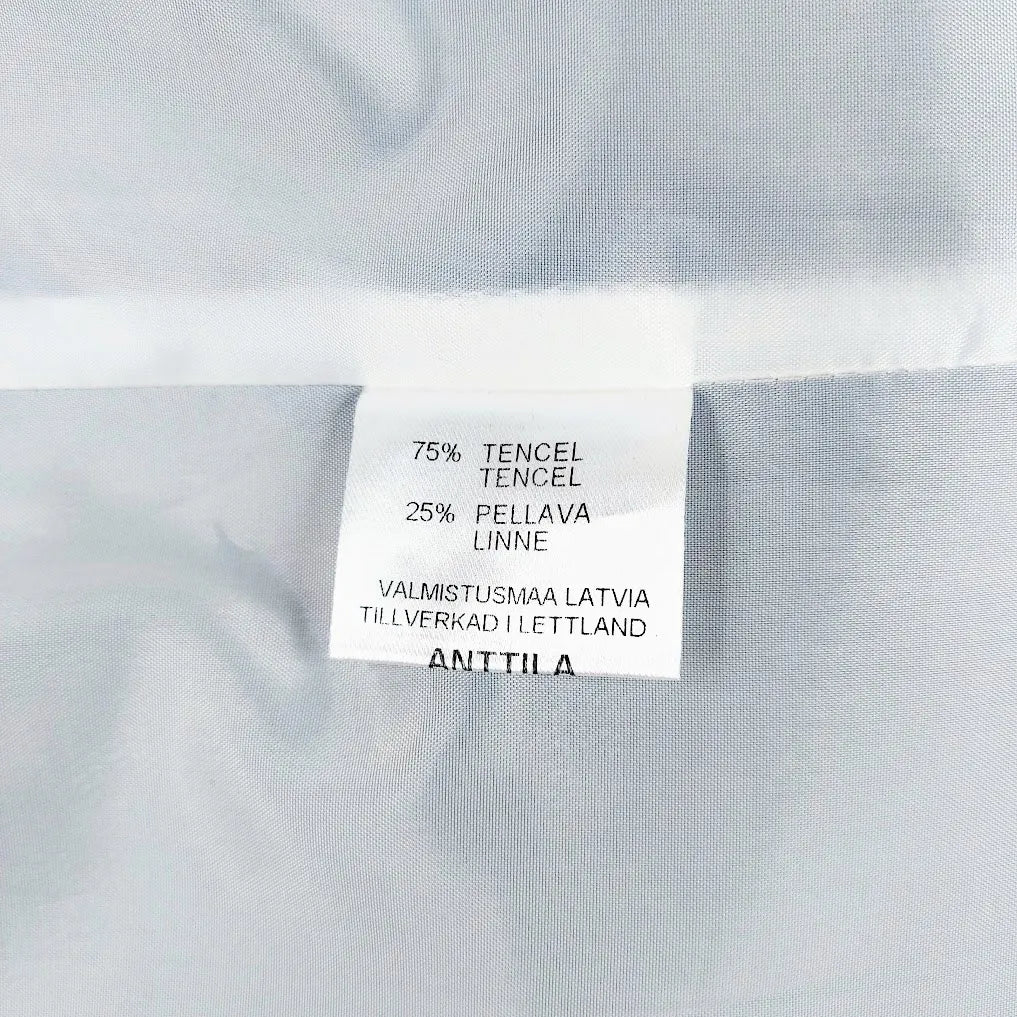 75% TENCEL
TENCEL
25% PELLAVA
LINNE
VALMISTUSMAA LATVIA
TILLVERKAD I LETTLAND
ANTTILA